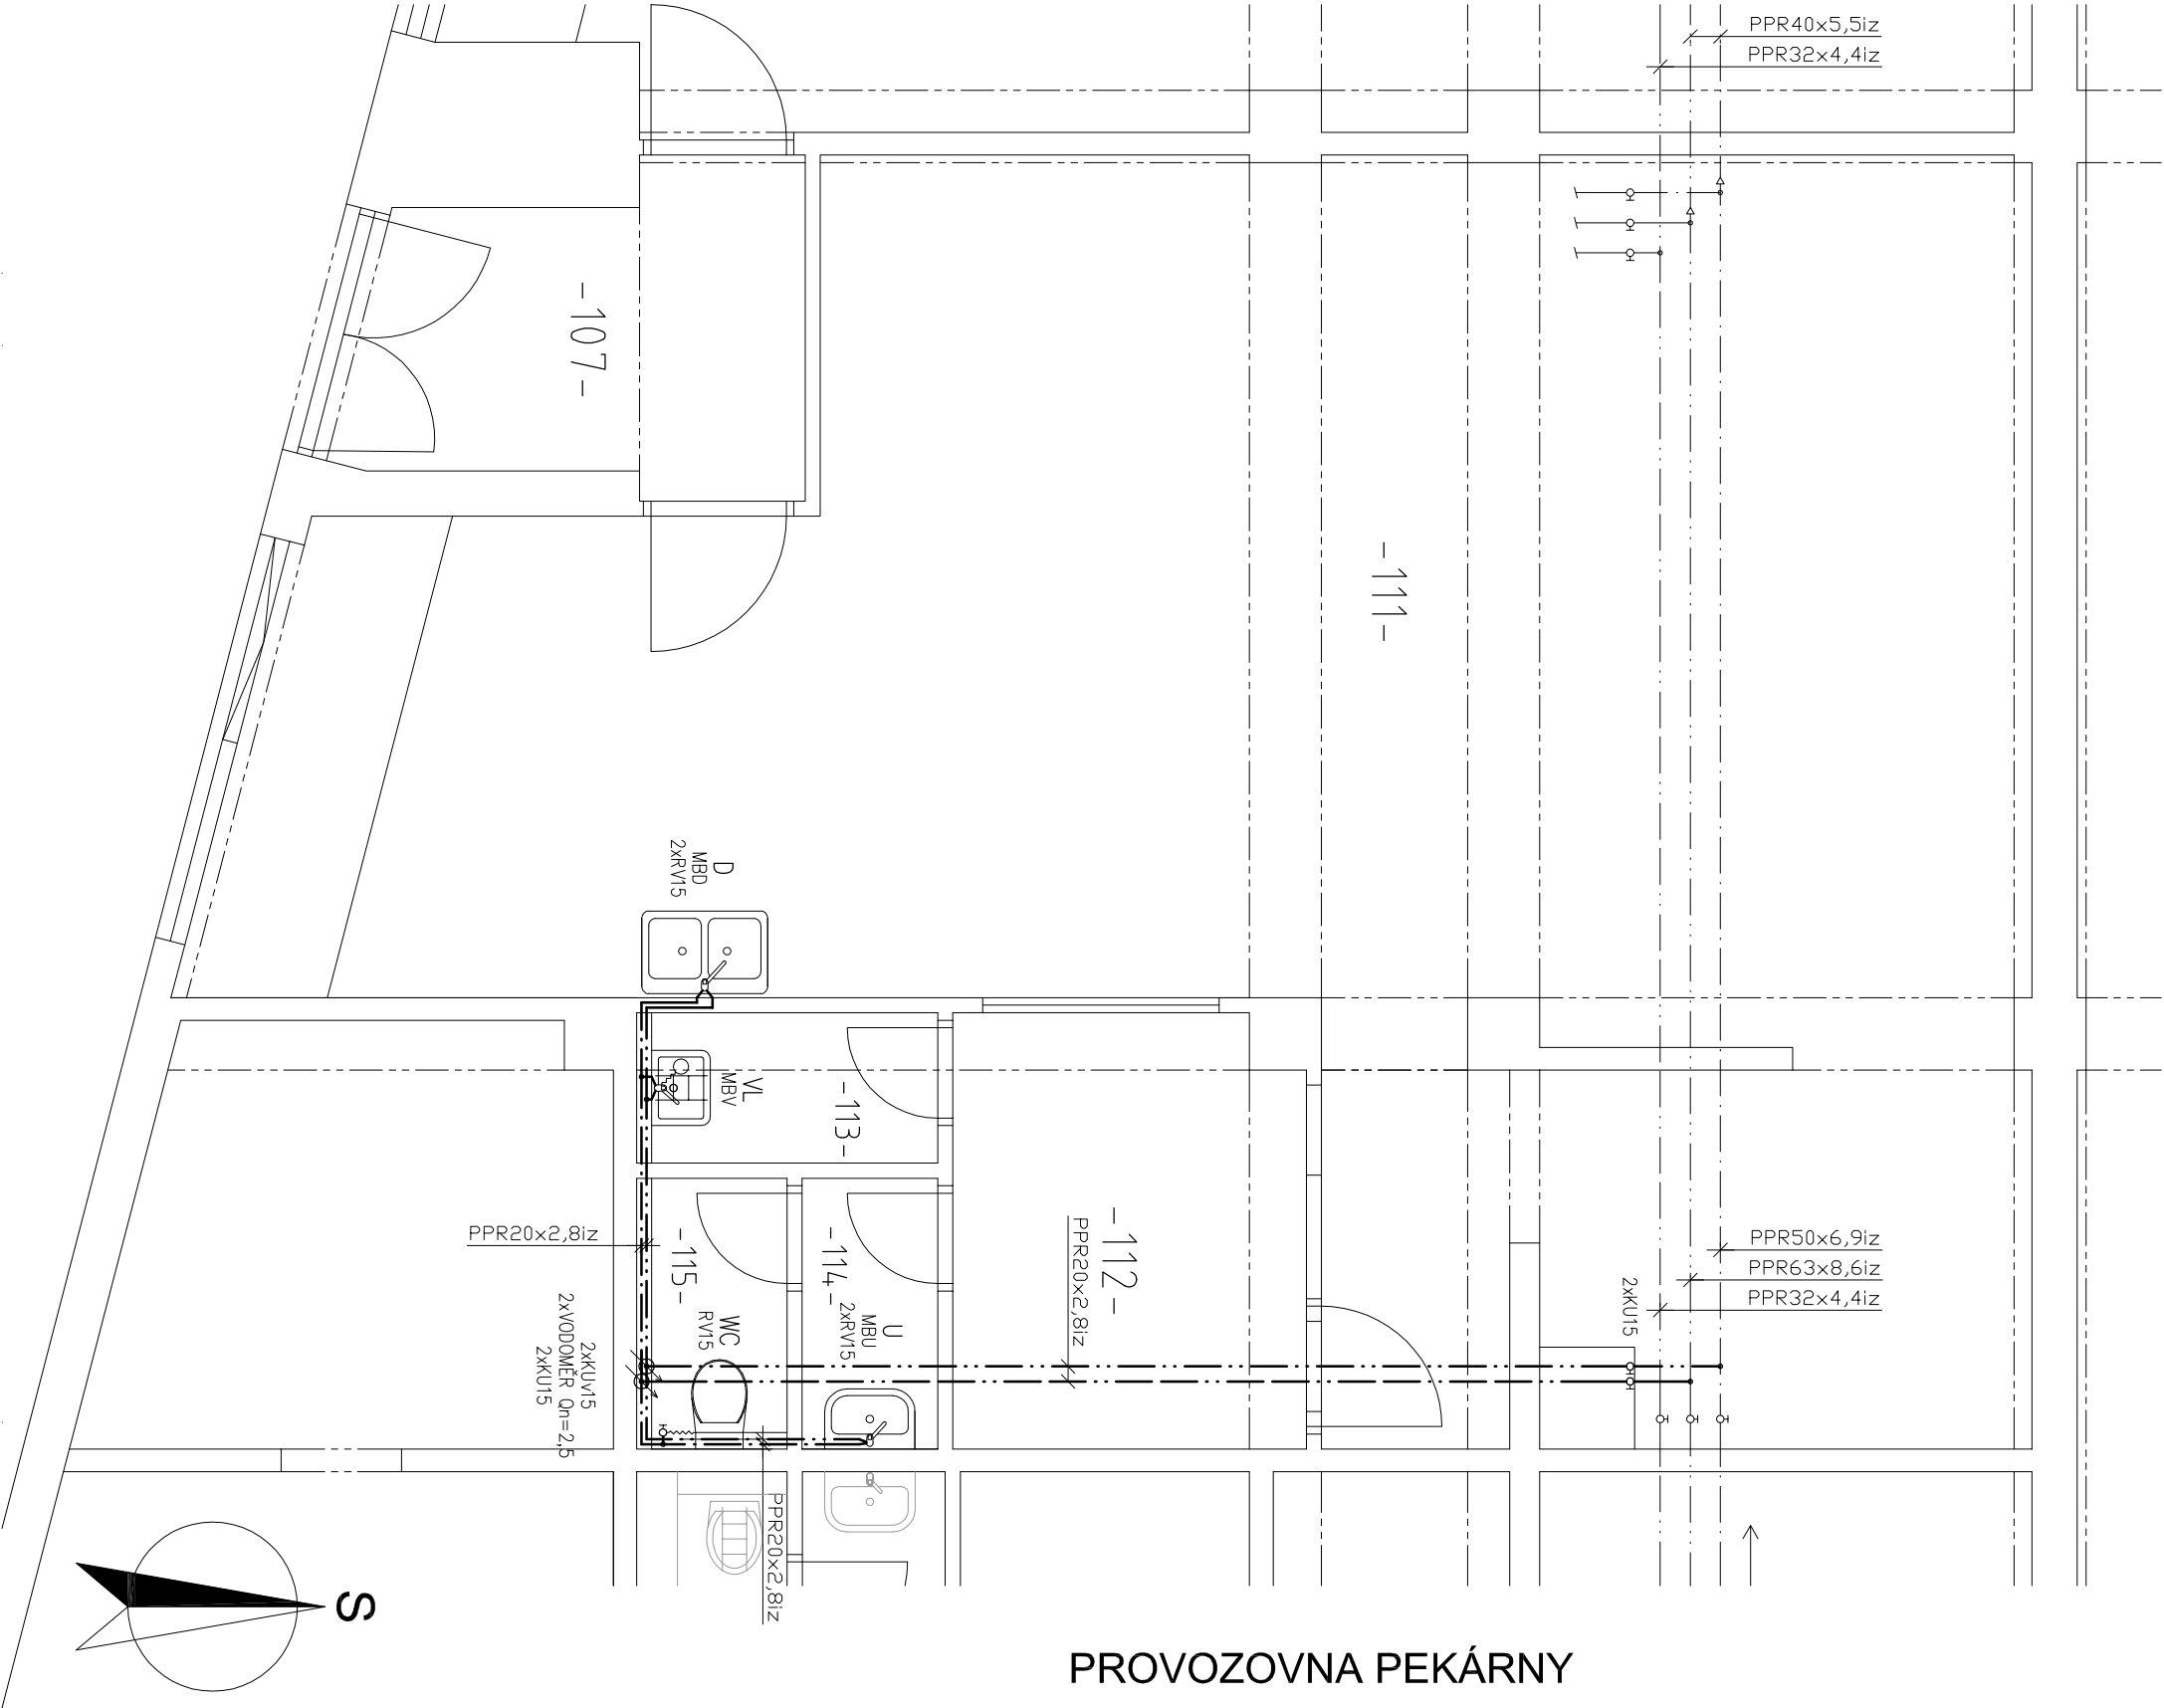 PPR40x5,5iz
PPR32x4,4iz
-107-
-111-
D
MBD
2xRV15
VL
MBV
-113-
PPR20x2,8iz
-115-
-114-
-112-
PPR20x2,8iz
WC
RV15
U
MBU
2xRV15
PPR50x6,9iz
PPR63x8,6iz
PPR32x4,4iz
2xKU15
2xKUv15
2xVODOMĚR Qn=2,5
2xKU15
PPR20x2,8iz
S
PROVOZOVNA PEKÁRNY